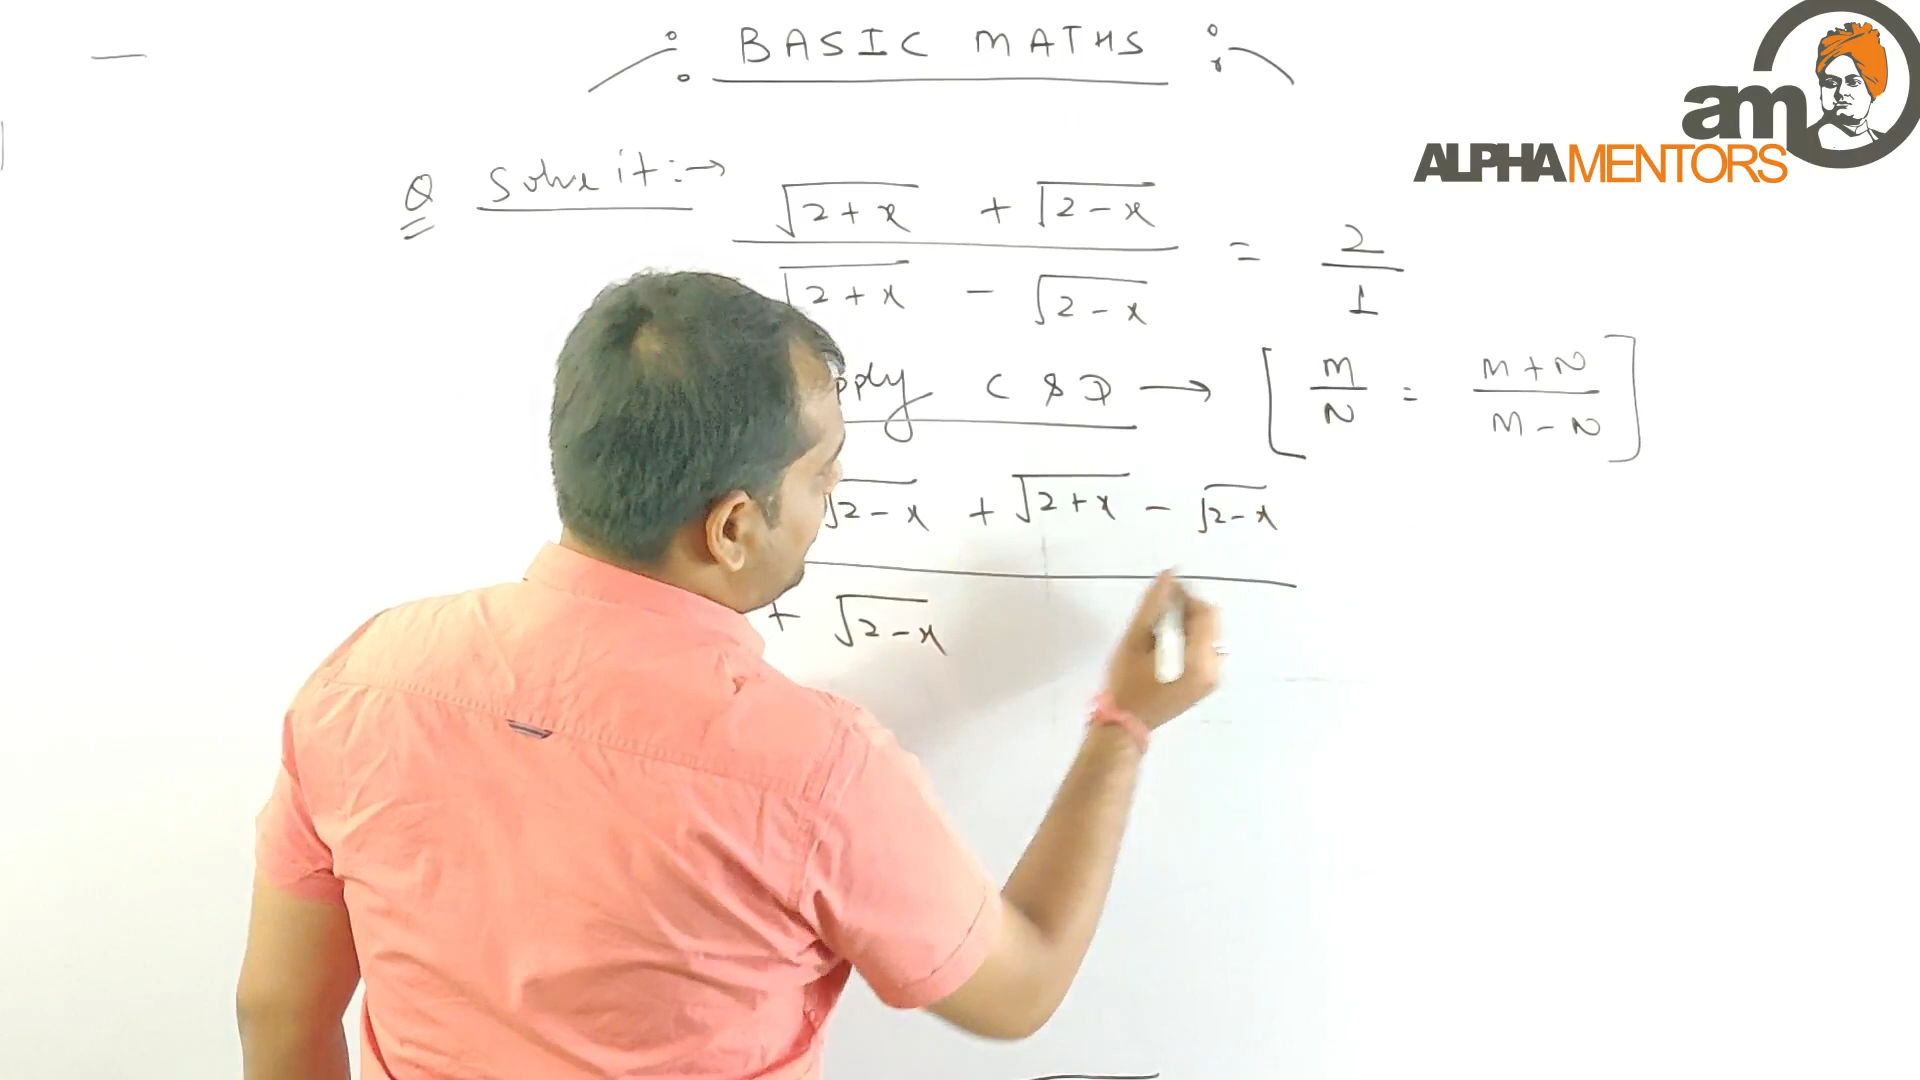 : BASIC MATHS :
am
ALPHAMENTORS
Q Solve it :→
√2+x + √2-x
= 2/1
√2+x - √2-x
C & D → [ M/N = M+N/M-N ]
√2-x + √2+x - √2-x
+ √2-x